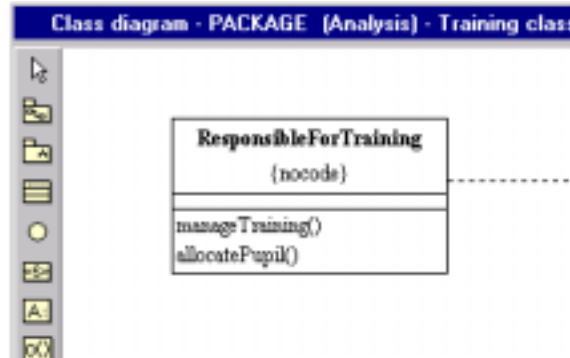 Class diagram - PACKAGE (Analysis) - Training class
ResponsibleForTraining
{nocode}
manageTraining()
allocatePupil()